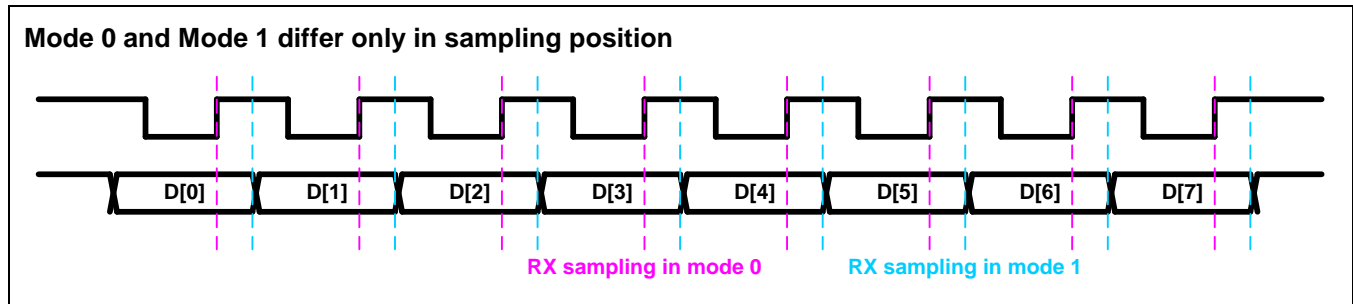 Mode 0 and Mode 1 differ only in sampling position
D[0] D[1] D[2] D[3] D[4] D[5] D[6] D[7]
RX sampling in mode 0 RX sampling in mode 1